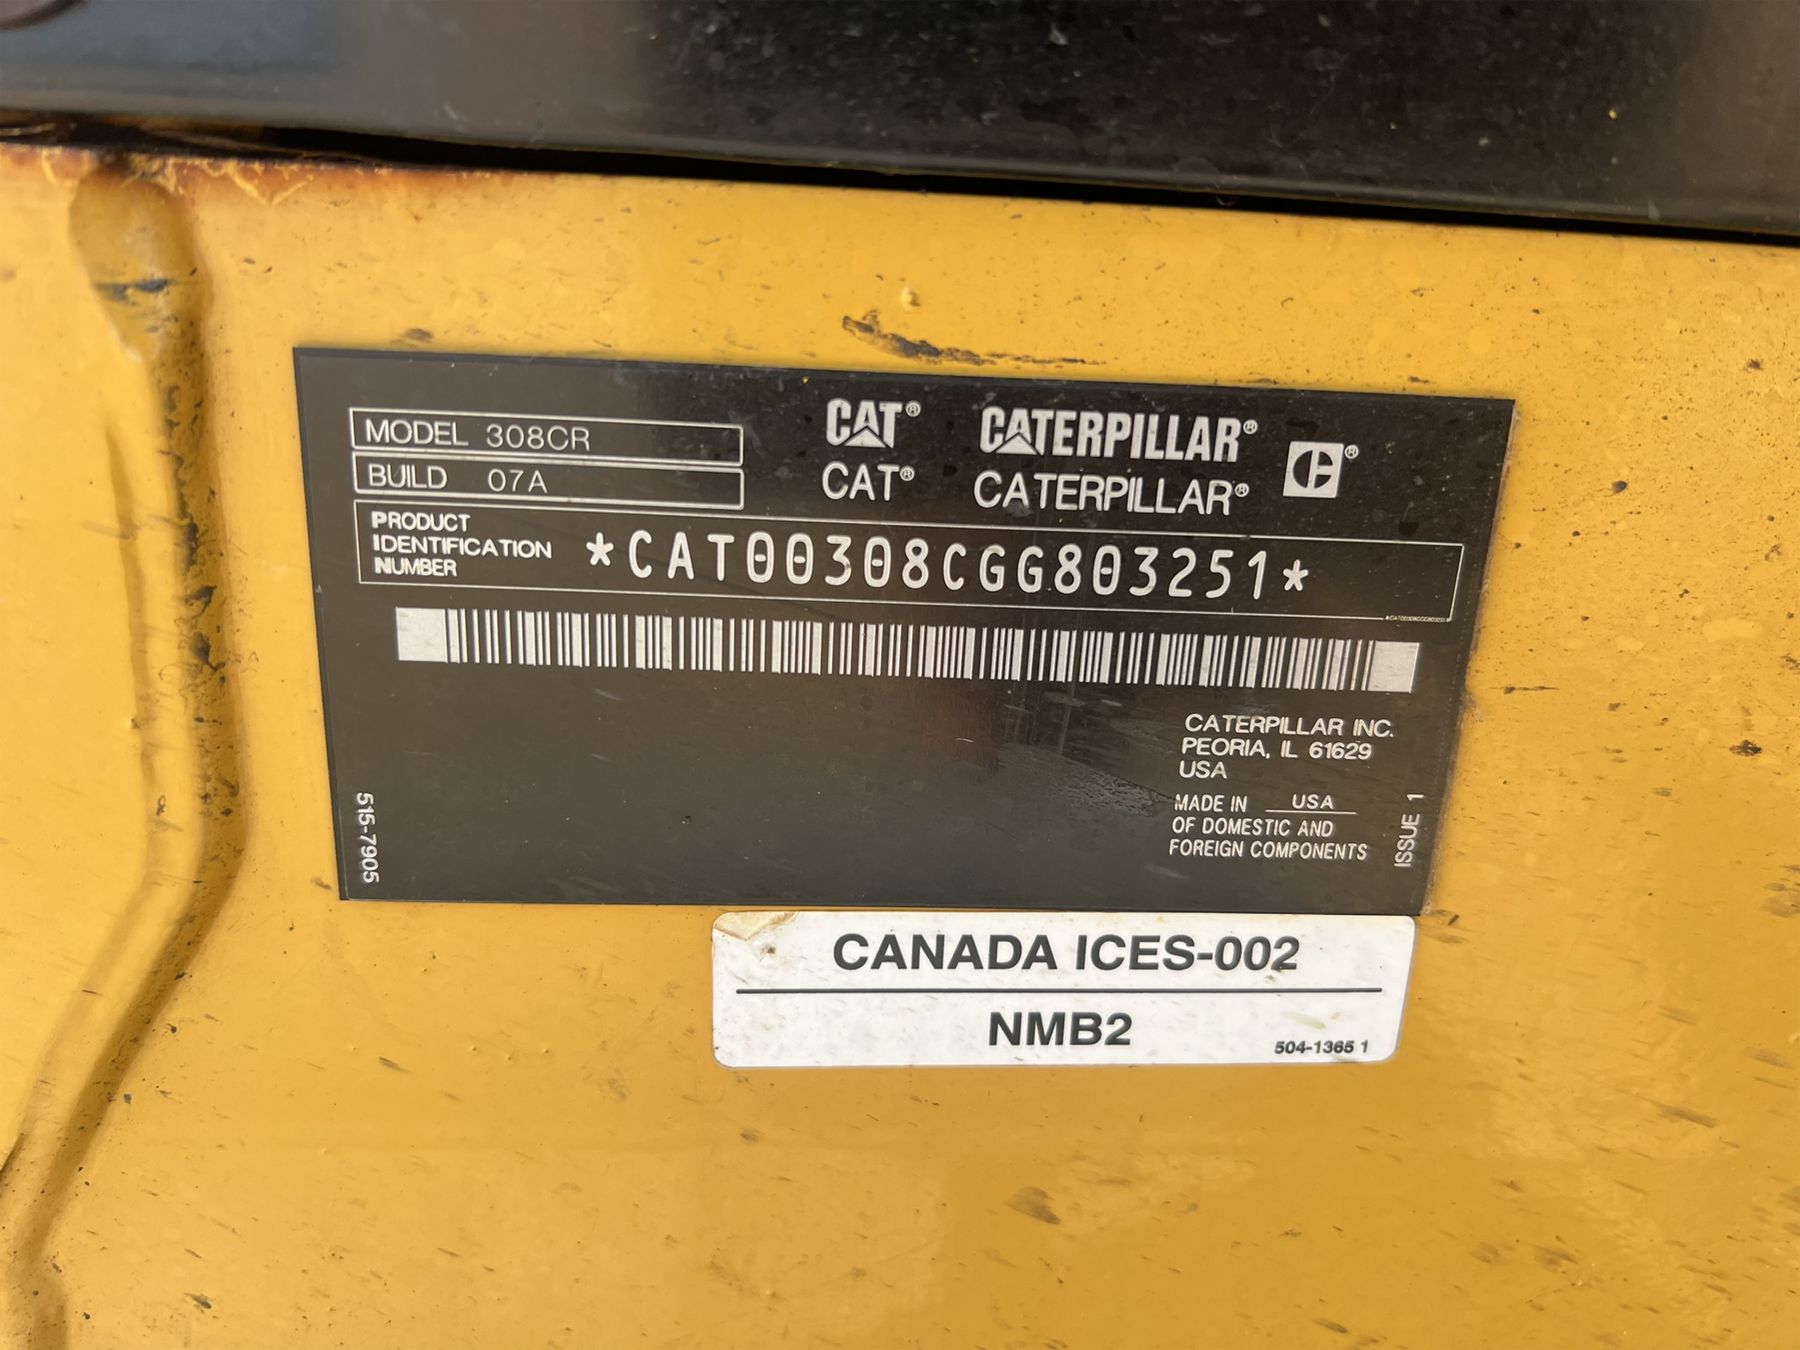 MODEL 308CR
BUILD 07A
CAT® CATERPILLAR® C®
CAT® CATERPILLAR®
PRODUCT
IDENTIFICATION
NUMBER
*CAT00308CGG803251*
CATERPILLAR INC.
PEORIA, IL 61629
USA
MADE IN USA
OF DOMESTIC AND
FOREIGN COMPONENTS
515-7905
ISSUE 1
CANADA ICES-002
NMB2
504-1365 1